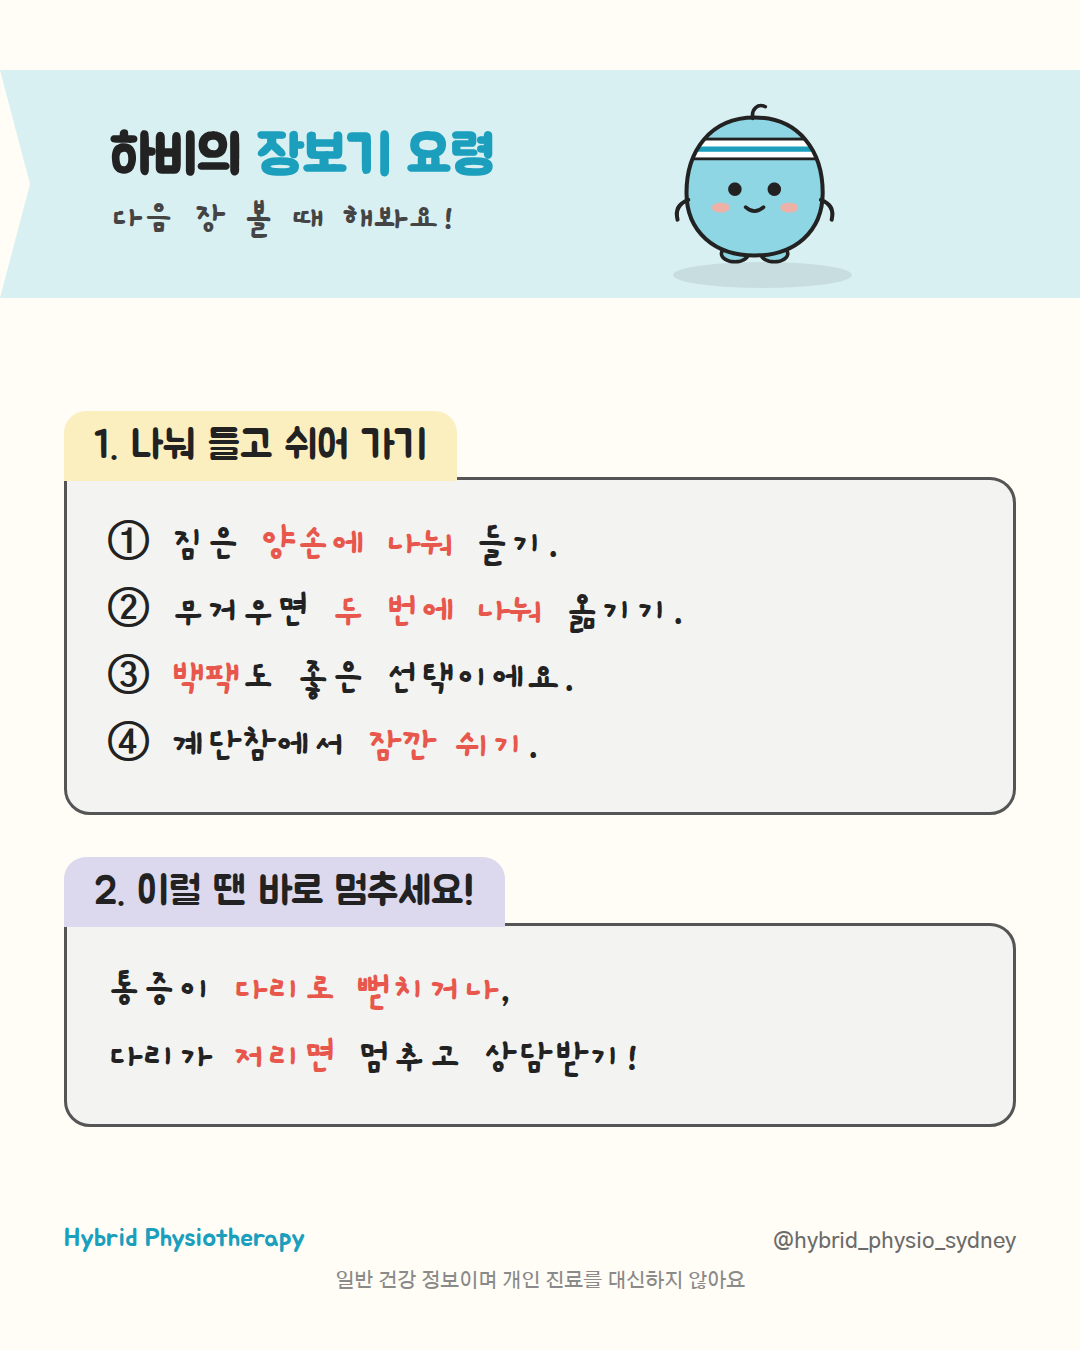 하비의 장보기 요령
다음 장 볼 때 해봐요!
1. 나눠 들고 쉬어 가기
① 짐은 양손에 나눠 들기.
② 무거우면 두 번에 나눠 옮기기.
③ 백팩도 좋은 선택이에요.
④ 계단참에서 잠깐 쉬기.
2. 이럴 땐 바로 멈추세요!
통증이 다리로 뻗치거나,
다리가 저리면 멈추고 상담받기!
Hybrid Physiotherapy
@hybrid_physio_sydney
일반 건강 정보이며 개인 진료를 대신하지 않아요